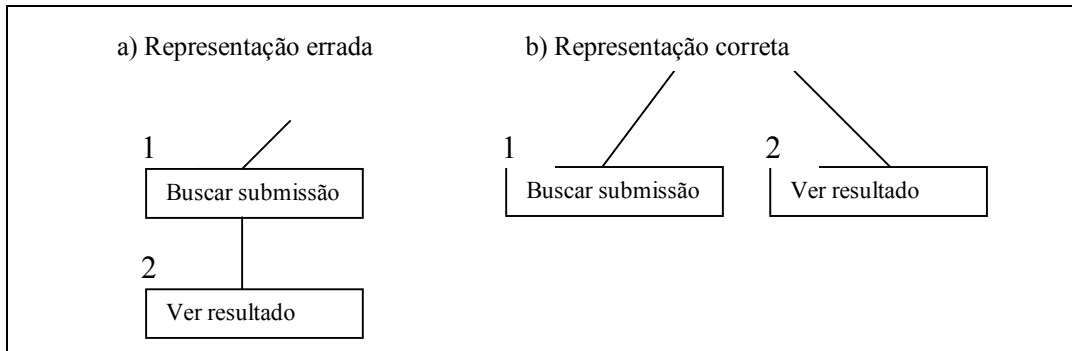 a) Representação errada
1
Buscar submissão
2
Ver resultado
b) Representação correta
1
Buscar submissão
2
Ver resultado